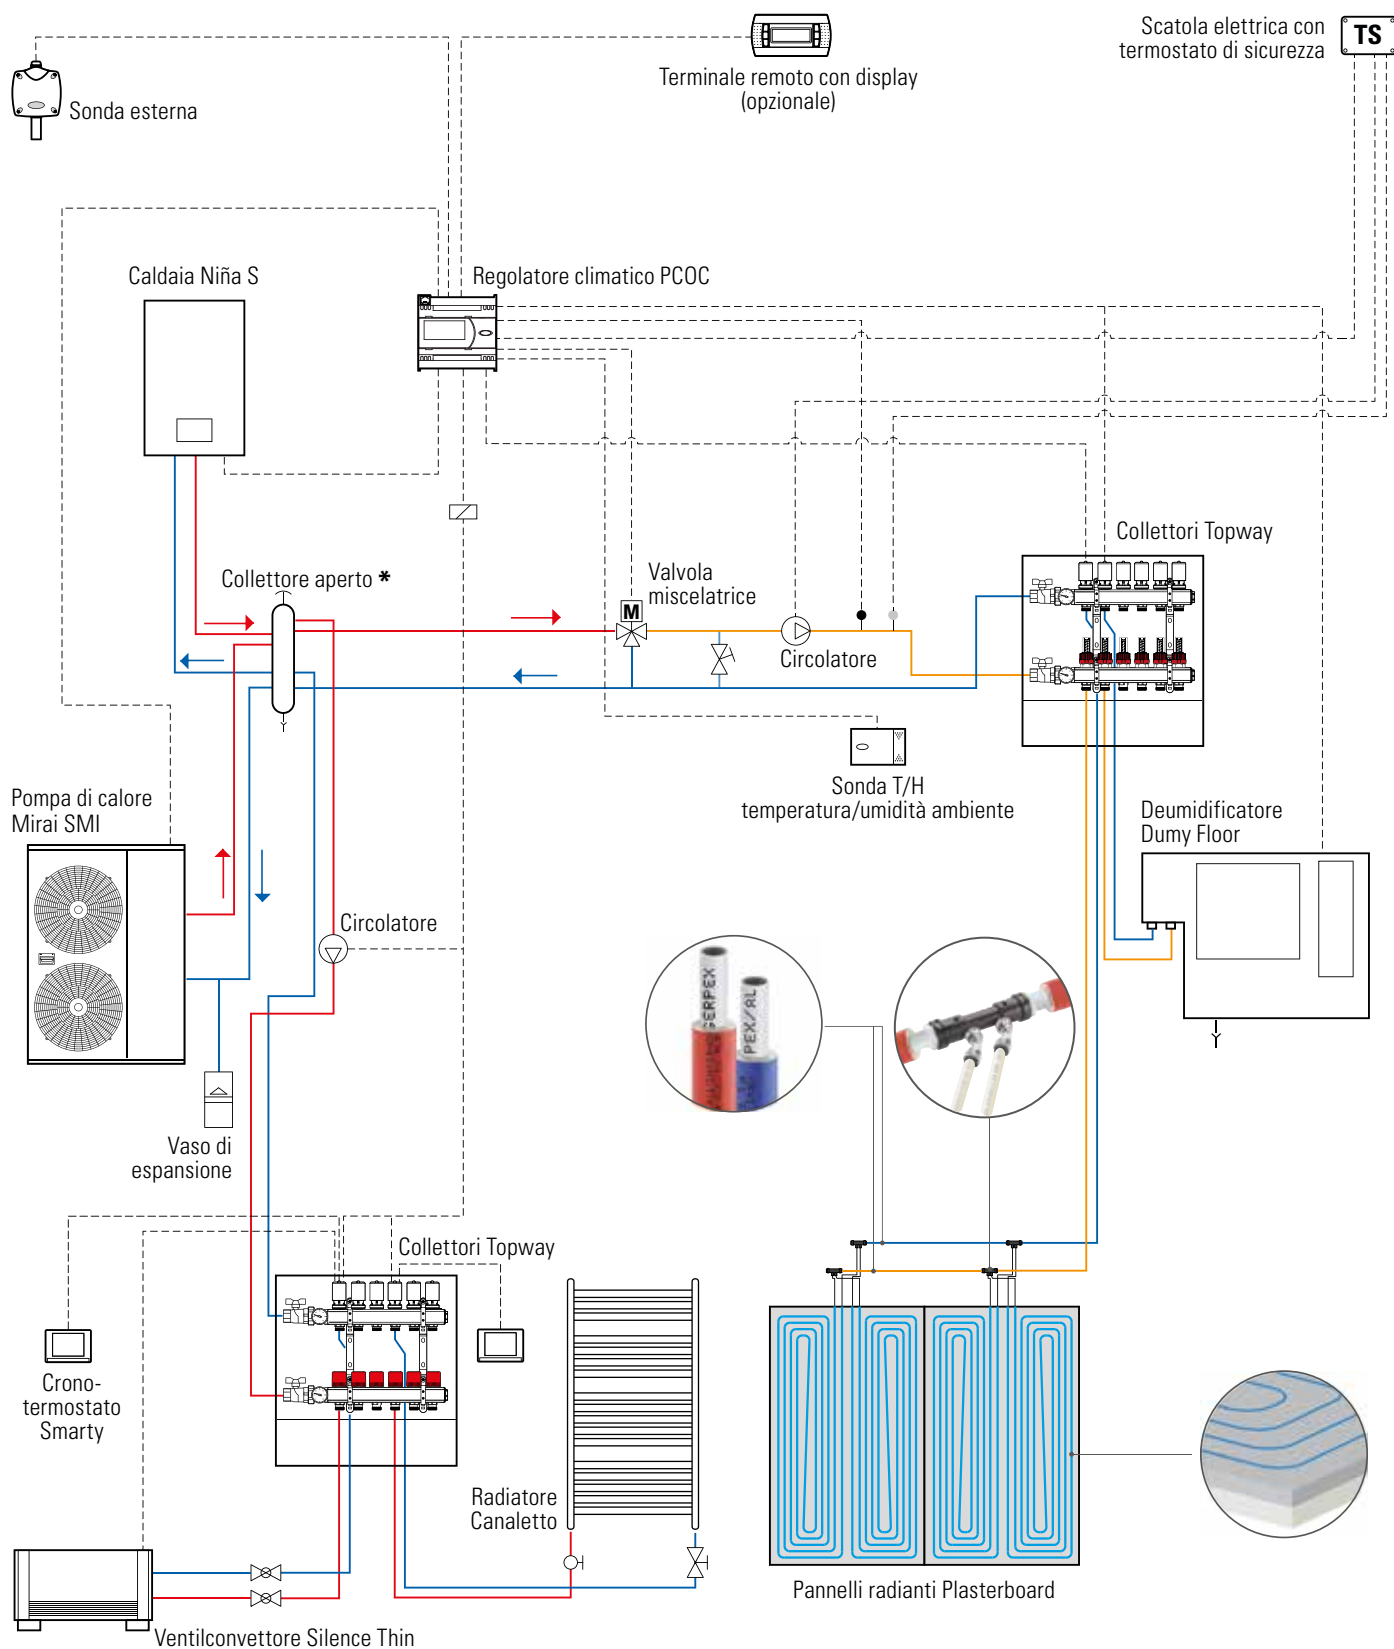 Scatola elettrica con
termostato di sicurezza
TS
Terminale remoto con display
(opzionale)
Sonda esterna
Caldaia Niña S
Regolatore climatico PCOC
Collettori Topway
Collettore aperto *
Valvola
miscelatrice
M
Circolatore
Sonda T/H
temperatura/umidità ambiente
Pompa di calore
Mirai SMI
Deumidificatore
Dumy Floor
Circolatore
GERPEX
PEX/AL
Vaso di
espansione
Collettori Topway
Crono-
termostato
Smarty
Radiatore
Canaletto
Pannelli radianti Plasterboard
Ventilconvettore Silence Thin